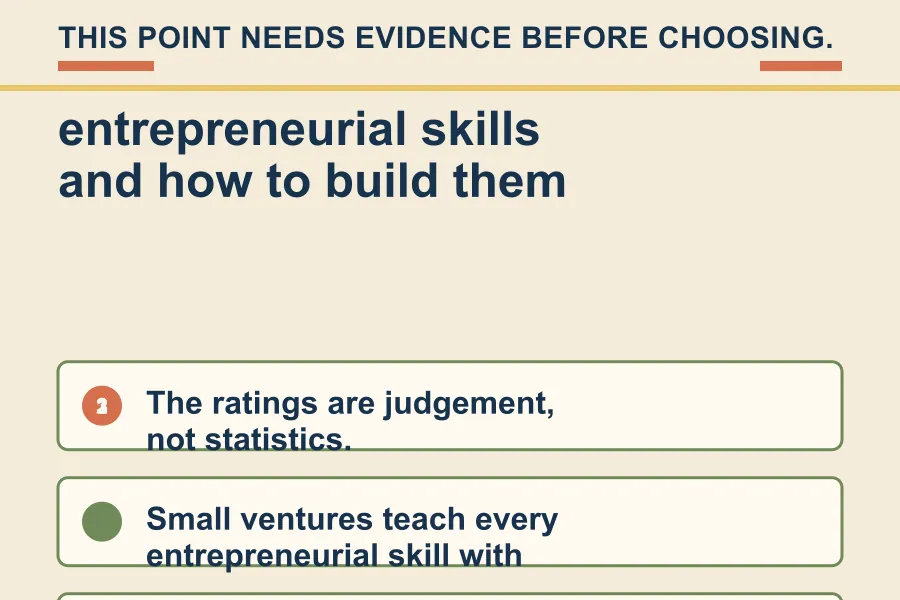 THIS POINT NEEDS EVIDENCE BEFORE CHOOSING.
entrepreneurial skills
and how to build them
The ratings are judgement,
not statistics.
Small ventures teach every
entrepreneurial skill with